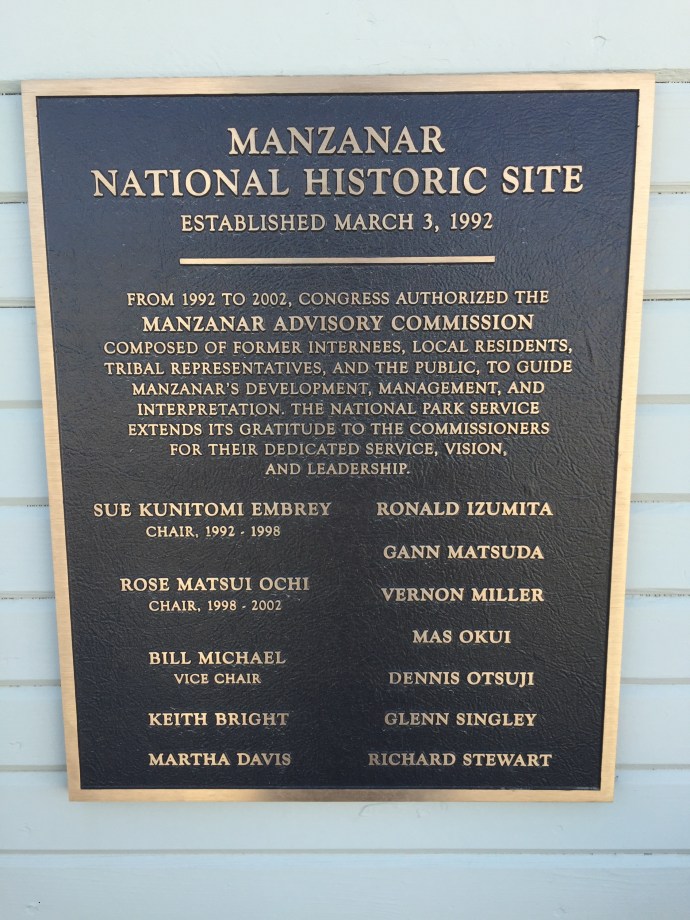 MANZANAR
NATIONAL HISTORIC SITE
ESTABLISHED MARCH 3, 1992
FROM 1992 TO 2002, CONGRESS AUTHORIZED THE
MANZANAR ADVISORY COMMISSION
COMPOSED OF FORMER INTERNEES, LOCAL RESIDENTS,
TRIBAL REPRESENTATIVES, AND THE PUBLIC, TO GUIDE
MANZANAR'S DEVELOPMENT, MANAGEMENT, AND
INTERPRETATION. THE NATIONAL PARK SERVICE
EXTENDS ITS GRATITUDE TO THE COMMISSIONERS
FOR THEIR DEDICATED SERVICE, VISION,
AND LEADERSHIP.
SUE KUNITOMI EMBREY
CHAIR, 1992 - 1998
ROSE MATSUI OCHI
CHAIR, 1998 - 2002
BILL MICHAEL
VICE CHAIR
KEITH BRIGHT
MARTHA DAVIS
RONALD IZUMITA
GANN MATSUDA
VERNON MILLER
MAS OKUI
DENNIS OTSUJI
GLENN SINGLEY
RICHARD STEWART